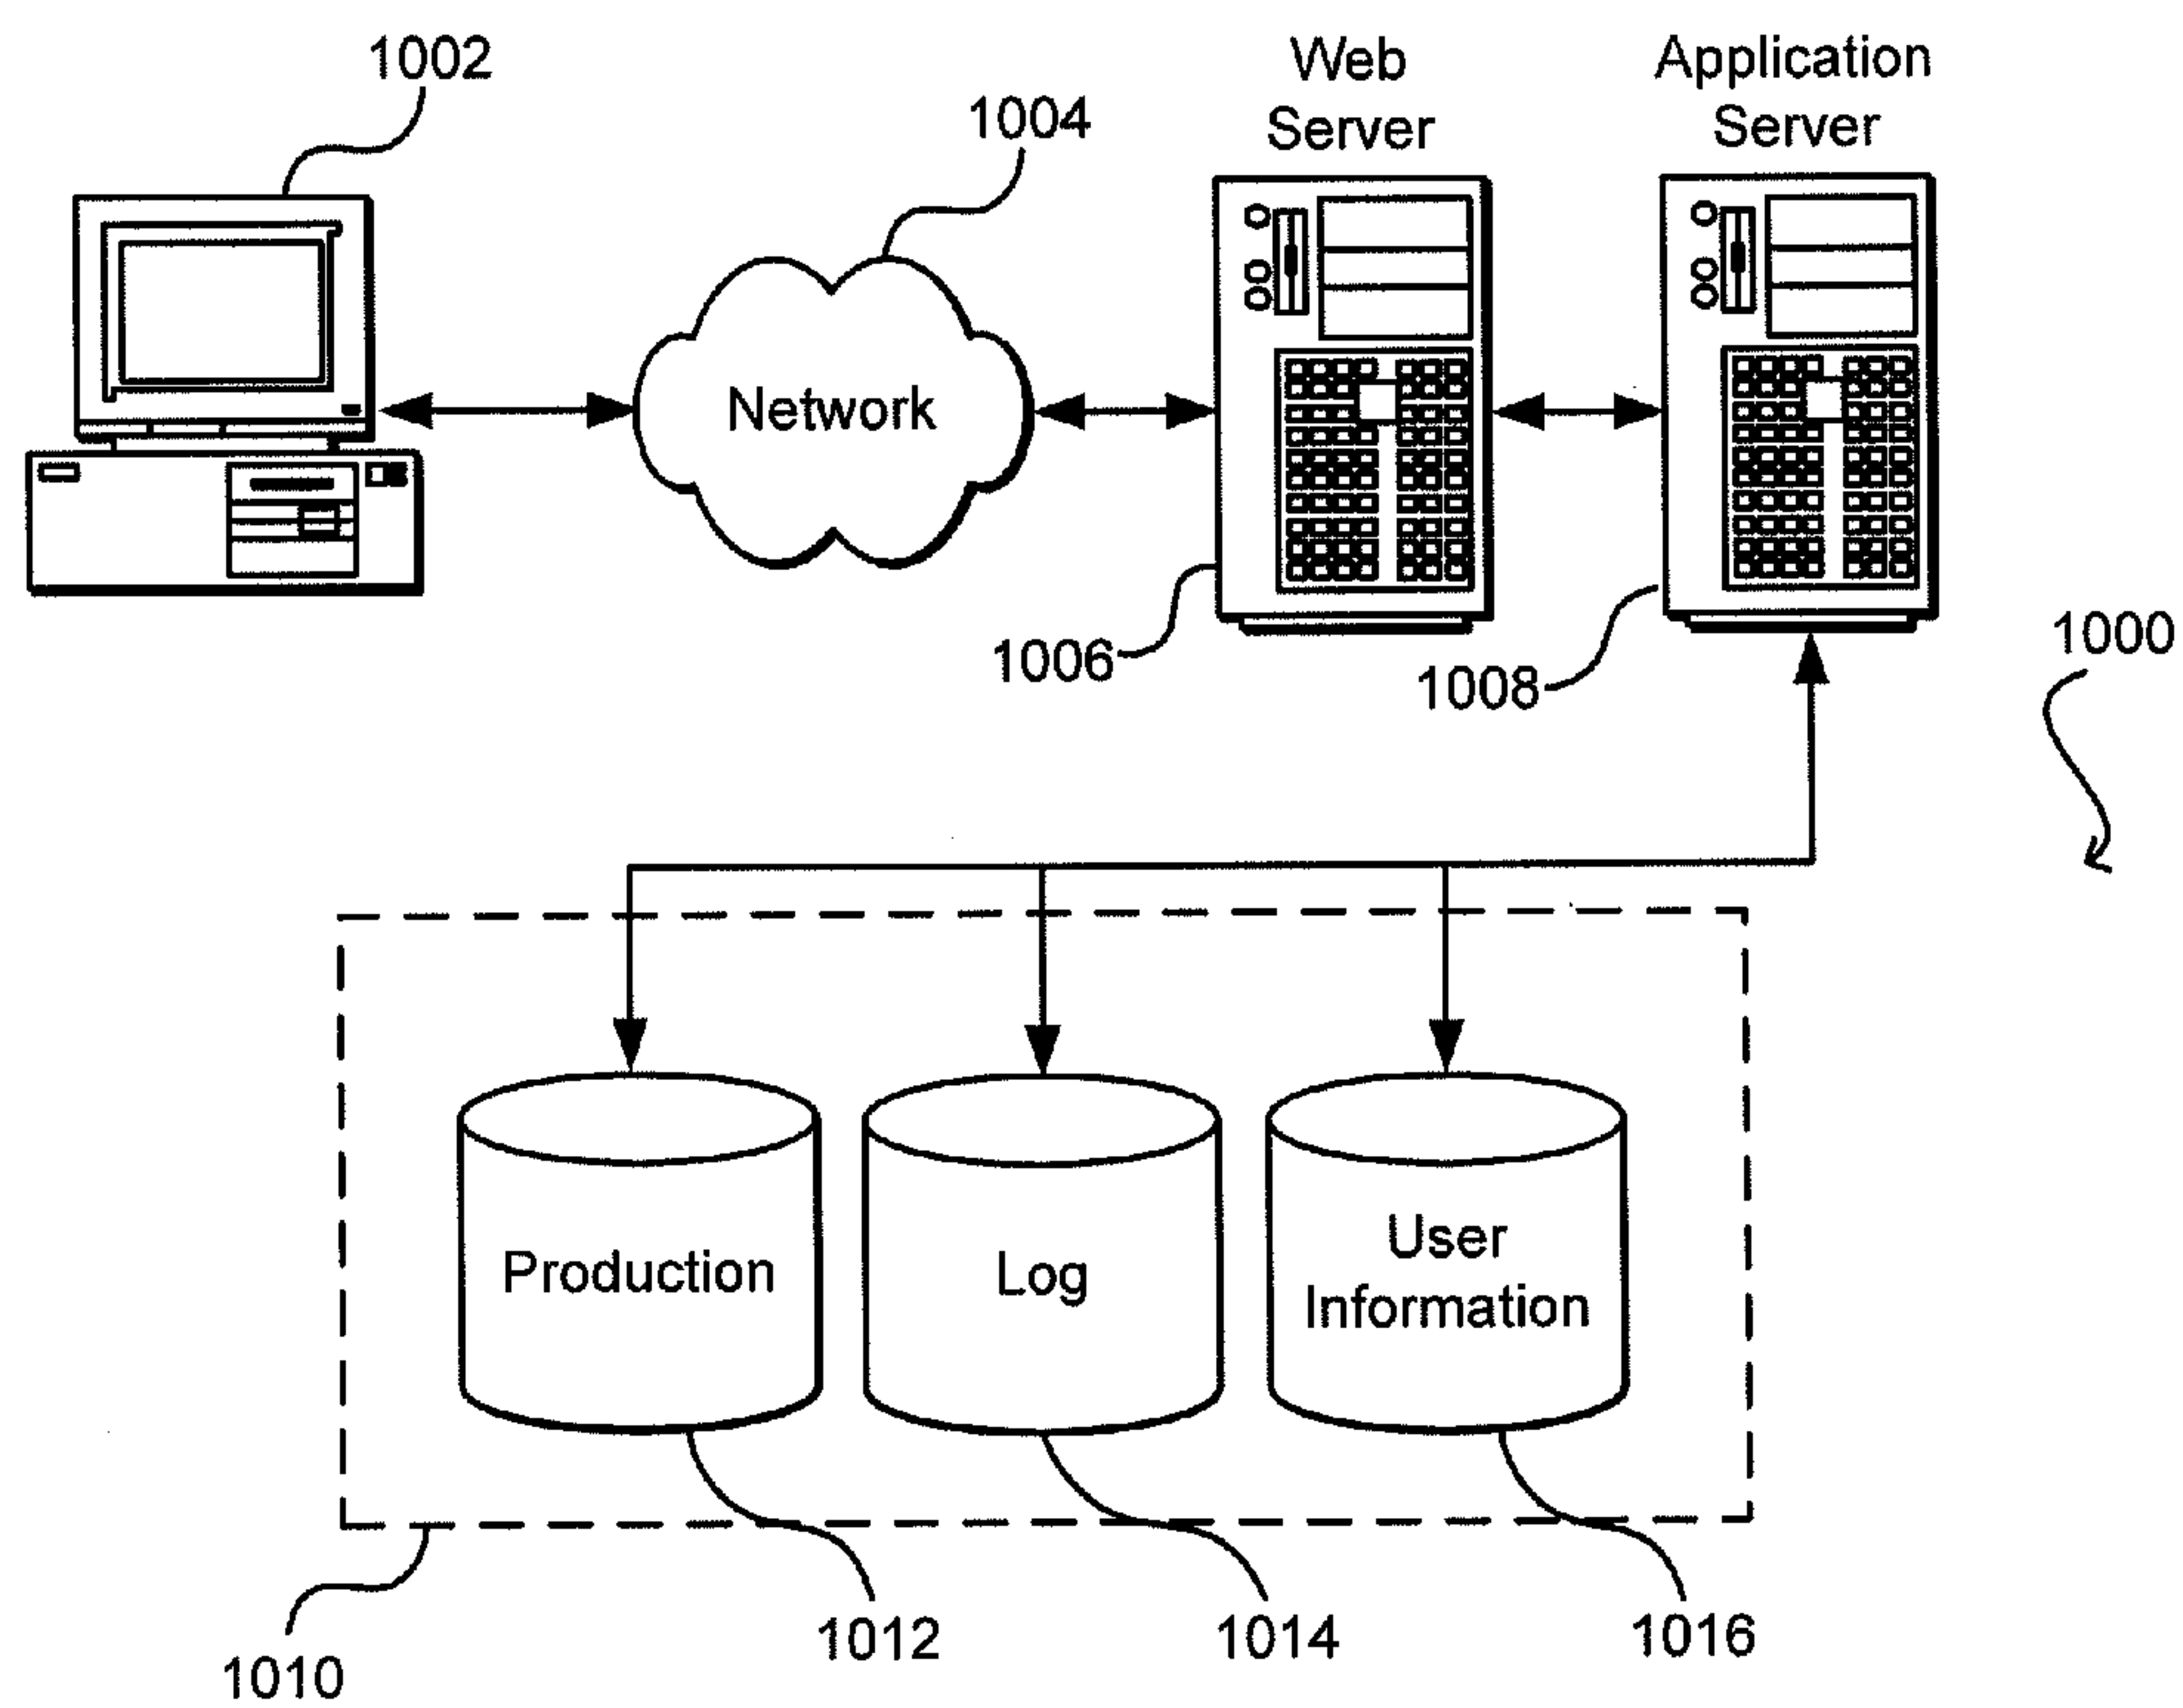 1002
1004
Web
Server
Application
Server
Network
1006
1008
1000
Production
Log
User
Information
1010
1012
1014
1016